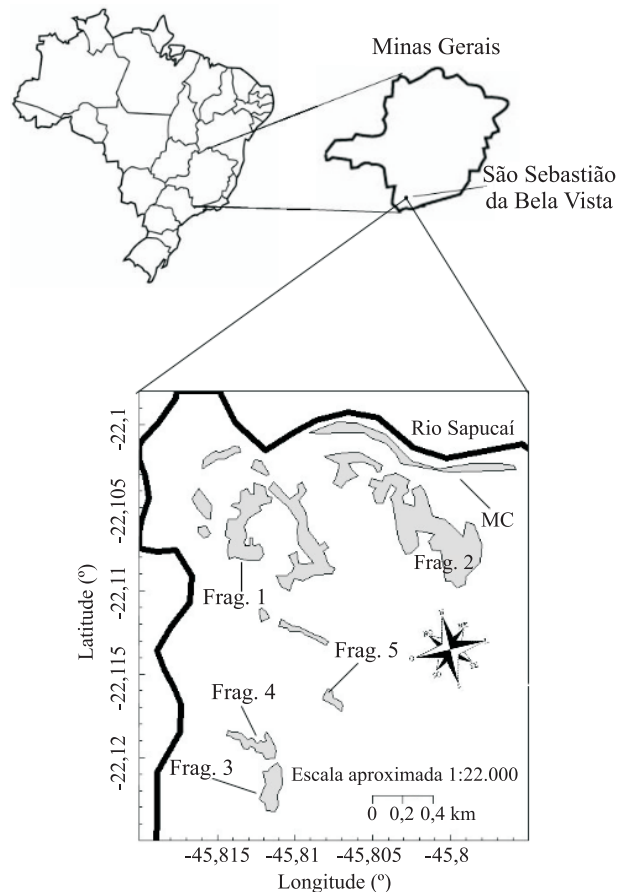 Minas Gerais
São Sebastião
da Bela Vista
Rio Sapucaí
MC
Frag. 2
Frag. 1
Frag. 5
Frag. 4
Frag. 3
Escala aproximada 1:22.000
0 0,2 0,4 km
Latitude (º)
-22,1
-22,105
-22,11
-22,115
-22,12
-45,815 -45,81 -45,805 -45,8
Longitude (º)